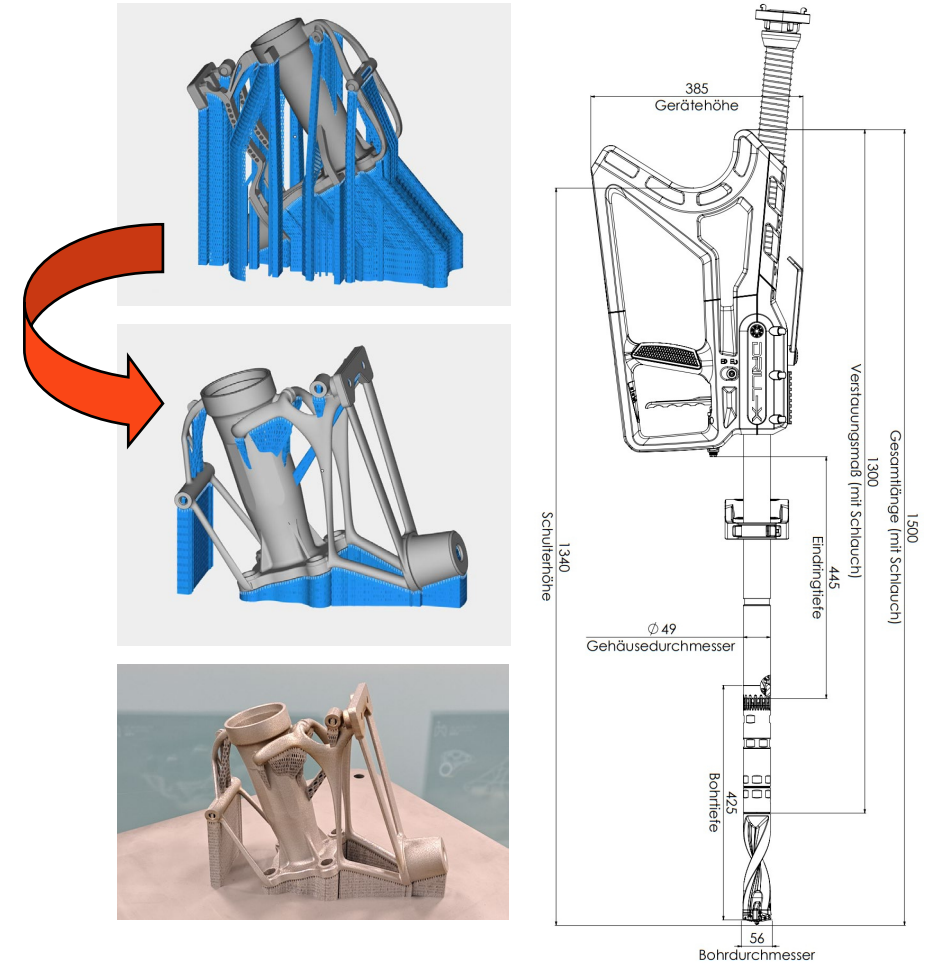 385
Gerätehöhe
1500
Gesamtlänge (mit Schlauch)
1300
Verstauungsmaß (mit Schlauch)
445
Eindringtiefe
1340
Schulterhöhe
Ø 49
Gehäusedurchmesser
425
Bohrtiefe
56
Bohrdurchmesser